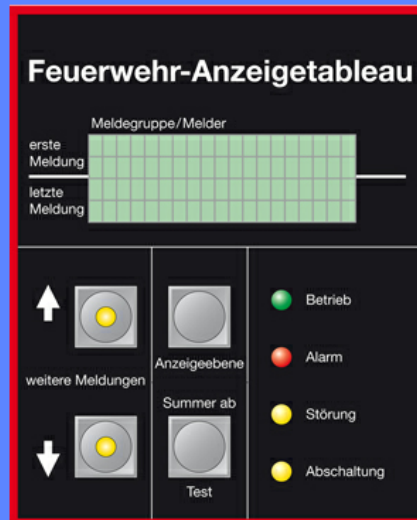 Feuerwehr-Anzeigetableau
Meldegruppe/Melder
erste
Meldung
letzte
Meldung
weitere Meldungen
Anzeigeebene
Summer ab
Test
Betrieb
Alarm
Störung
Abschaltung